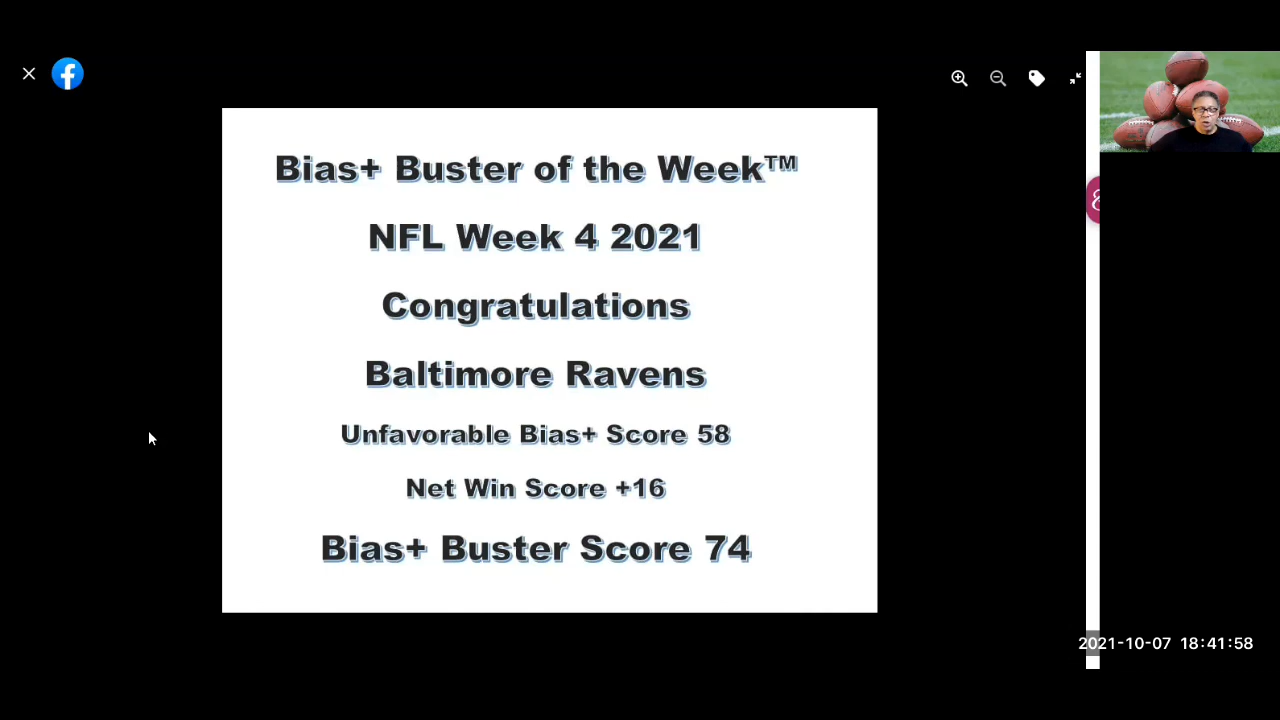 Bias+ Buster of the Week™
NFL Week 4 2021
Congratulations
Baltimore Ravens
Unfavorable Bias+ Score 58
Net Win Score +16
Bias+ Buster Score 74
2021-10-07 18:41:58